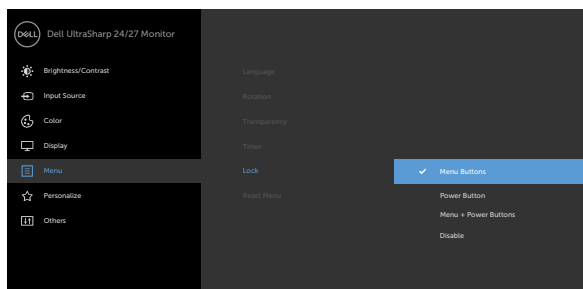 DELL Dell UltraSharp 24/27 Monitor
Brightness/Contrast Language
Input Source Rotation
Color Transparency
Display Timer
Menu Lock Menu Buttons
Personalize Reset Menu Power Button
Menu + Power Buttons
Others
Disable